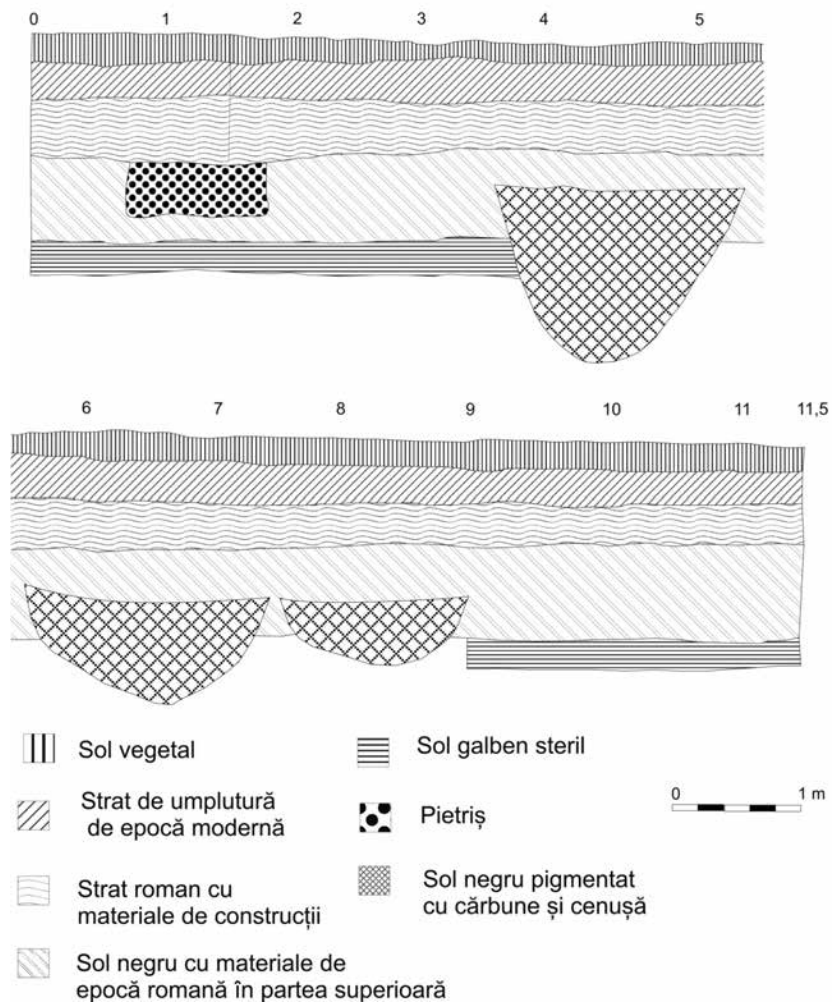 0 1 2 3 4 5
6 7 8 9 10 11 11,5
Sol vegetal
Strat de umplutură
de epocă modernă
Strat roman cu
materiale de construcții
Sol negru cu materiale de
epocă romană în partea superioară
Sol galben steril
Pietriș
Sol negru pigmentat
cu cărbune și cenușă
0 1 m